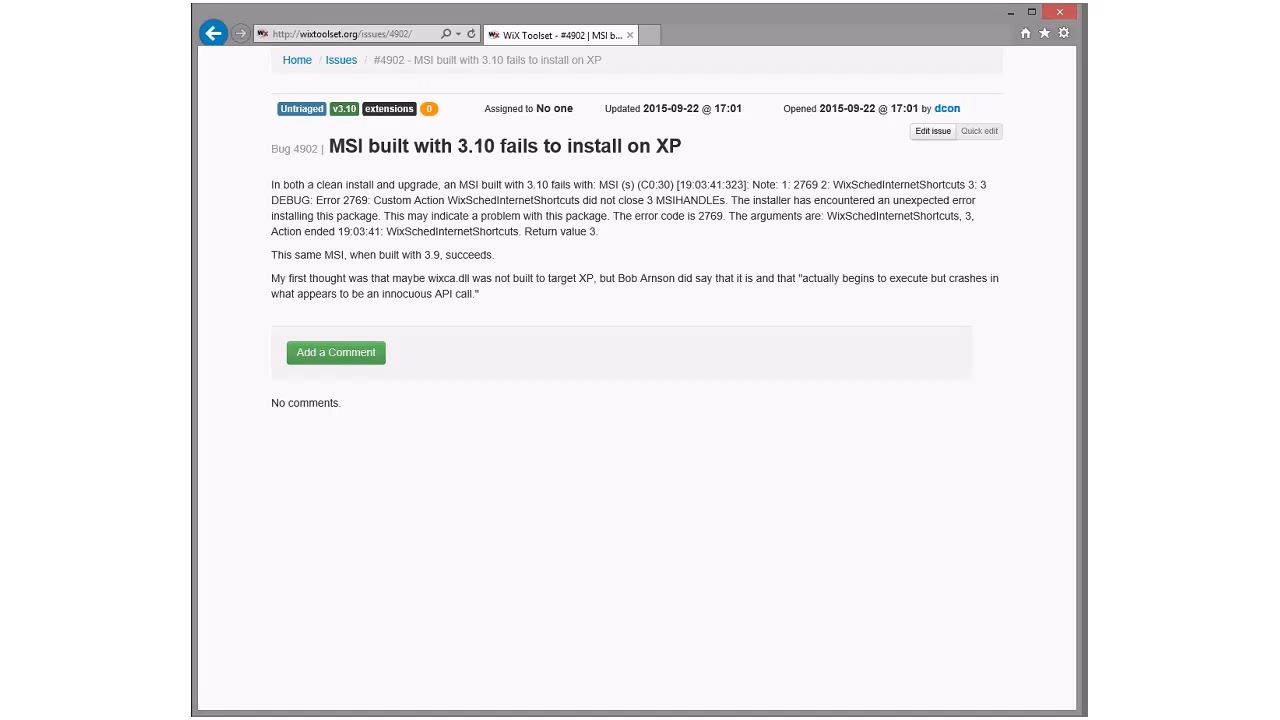 http://wixtoolset.org/issues/4902/
WiX Toolset - #4902 | MSI b...
Home / Issues / #4902 - MSI built with 3.10 fails to install on XP
Untriaged v3.10 extensions 0 Assigned to No one Updated 2015-09-22 @ 17:01 Opened 2015-09-22 @ 17:01 by dcon
Edit issue Quick edit
Bug 4902 | MSI built with 3.10 fails to install on XP
In both a clean install and upgrade, an MSI built with 3.10 fails with: MSI (s) (C0:30) [19:03:41:323]: Note: 1: 2769 2: WixSchedInternetShortcuts 3: 3
DEBUG: Error 2769: Custom Action WixSchedInternetShortcuts did not close 3 MSIHANDLEs. The installer has encountered an unexpected error
installing this package. This may indicate a problem with this package. The error code is 2769. The arguments are: WixSchedInternetShortcuts, 3,
Action ended 19:03:41: WixSchedInternetShortcuts. Return value 3.
This same MSI, when built with 3.9, succeeds.
My first thought was that maybe wixca.dll was not built to target XP, but Bob Arnson did say that it is and that "actually begins to execute but crashes in
what appears to be an innocuous API call."
Add a Comment
No comments.